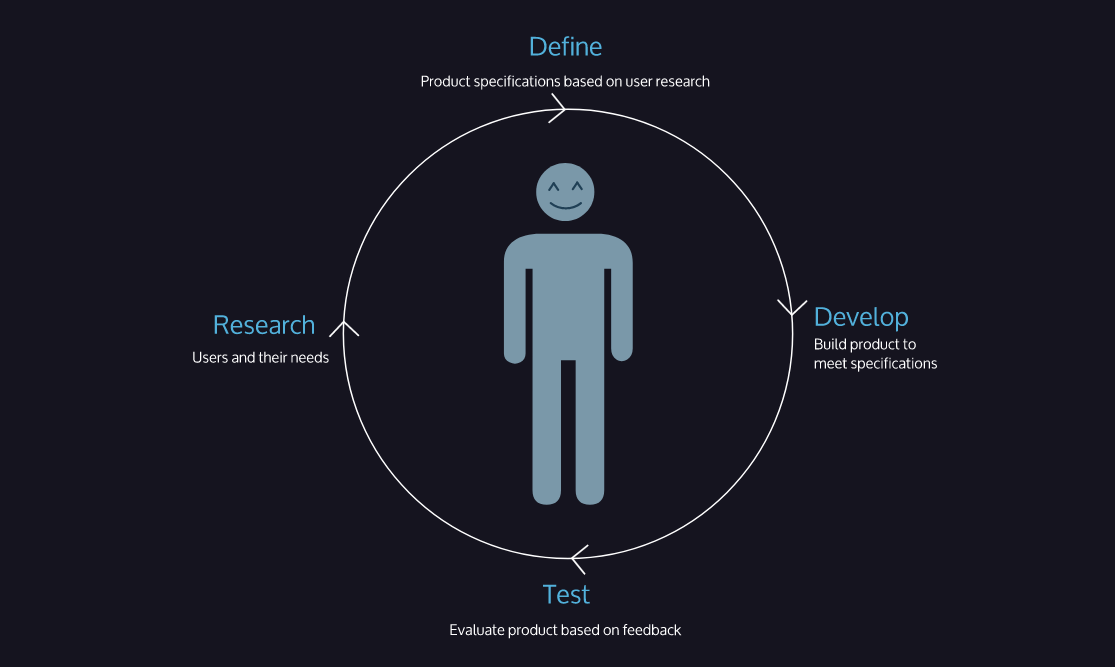 Define
Product specifications based on user research
Research
Users and their needs
Develop
Build product to
meet specifications
Test
Evaluate product based on feedback